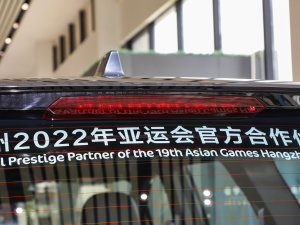 州2022年亚运会官方合作伙
l Prestige Partner of the 19th Asian Games Hangzh